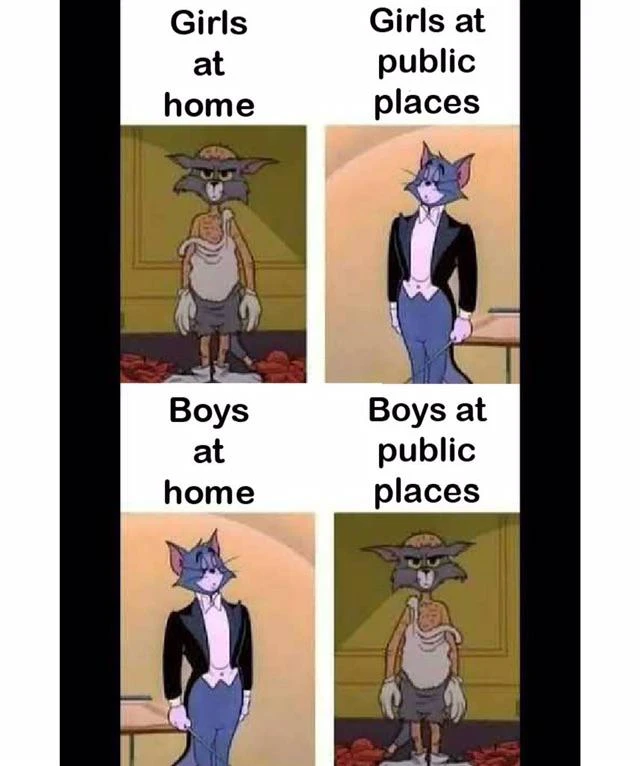 Girls
at
home
Girls at
public
places
Boys
at
home
Boys at
public
places